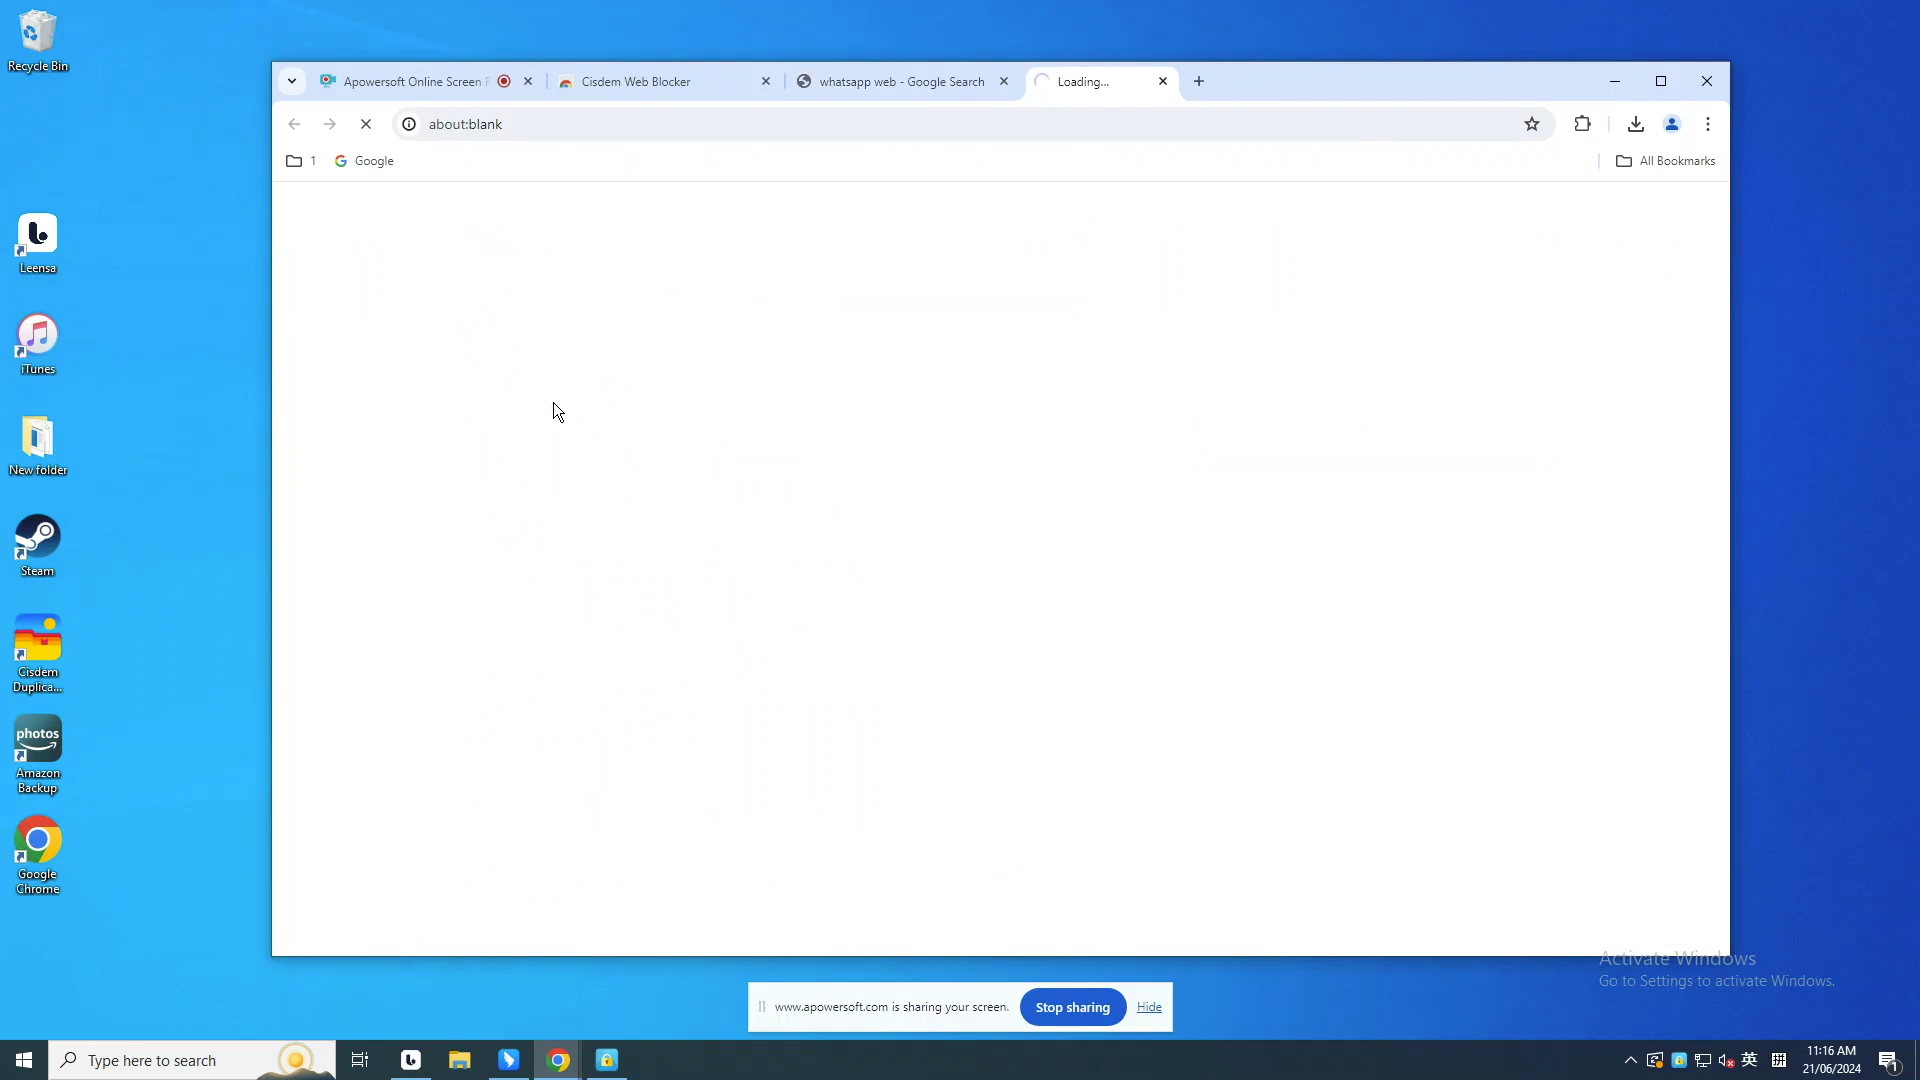 Recycle Bin
Leensa
iTunes
New folder
Steam
Cisdem
Duplica...
photos
Amazon
Backup
Google
Chrome
Apowersoft Online Screen
Cisdem Web Blocker
whatsapp web - Google Search
Loading...
about:blank
1
Google
All Bookmarks
Activate Windows
Go to Settings to activate Windows.
www.apowersoft.com is sharing your screen.
Stop sharing
Hide
Type here to search
英
拼
11:16 AM
21/06/2024
1